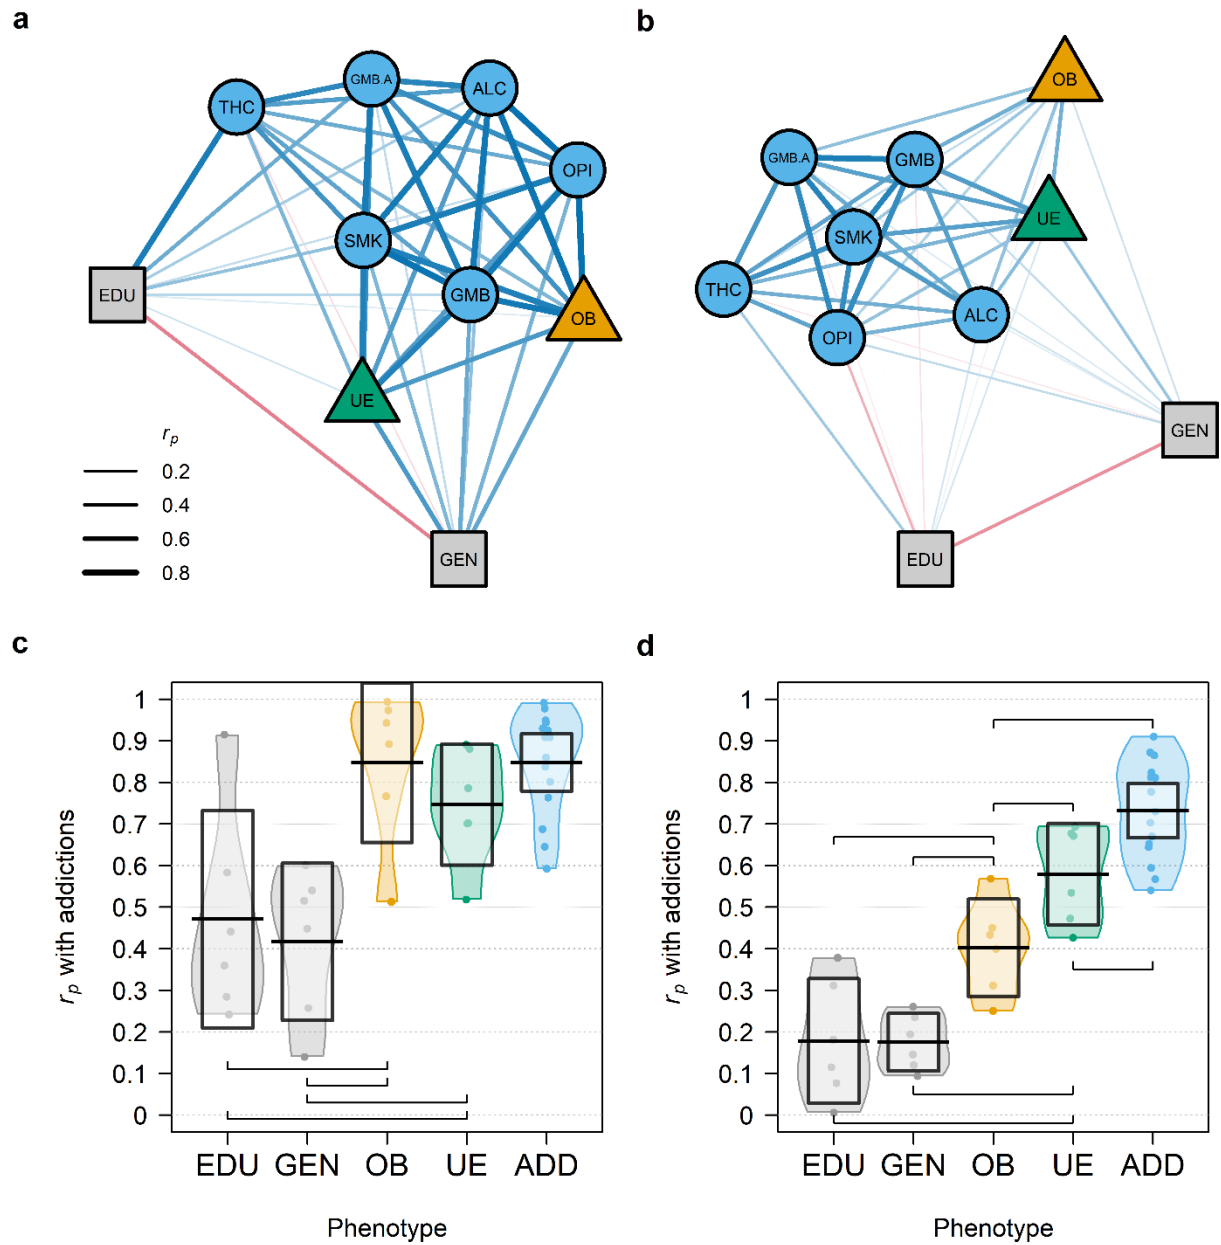 a
GMB.A
ALC
THC
OPI
SMK
EDU
GMB
OB
UE
GEN
r_p
0.2
0.4
0.6
0.8
b
OB
GMB.A
GMB
UE
SMK
THC
ALC
OPI
GEN
EDU
c
1
0.9
0.8
0.7
0.6
0.5
0.4
0.3
0.2
0.1
0
r_p with addictions
EDU GEN OB UE ADD
Phenotype
d
1
0.9
0.8
0.7
0.6
0.5
0.4
0.3
0.2
0.1
0
r_p with addictions
EDU GEN OB UE ADD
Phenotype